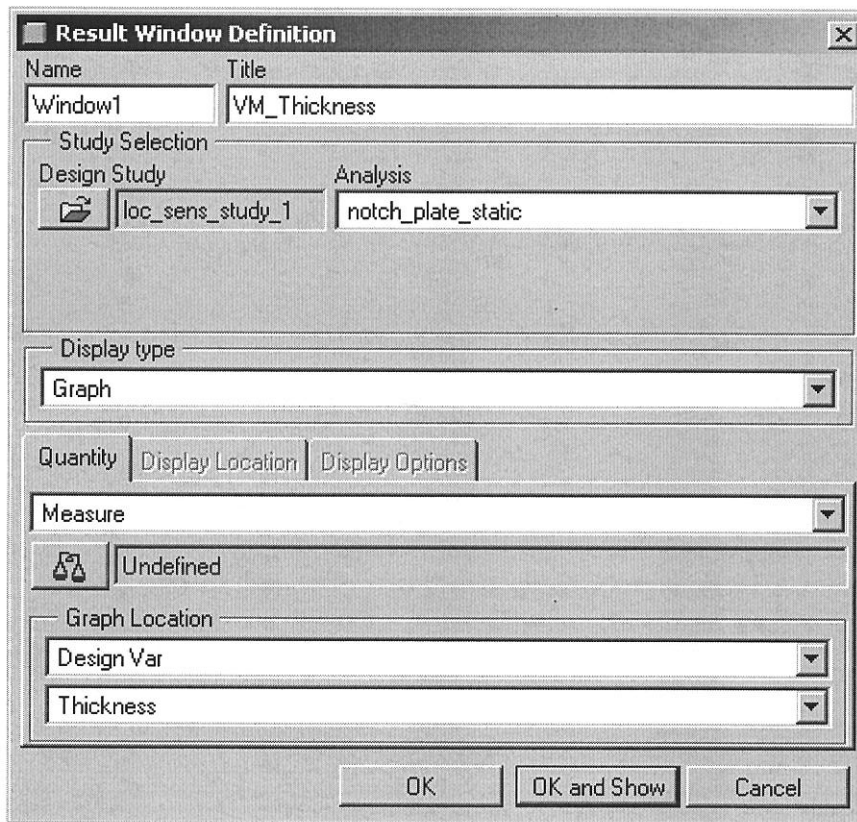 Result Window Definition
Name Title
Window1 VM_Thickness
Study Selection
Design Study Analysis
loc_sens_study_1 notch_plate_static
Display type
Graph
Quantity Display Location Display Options
Measure
Undefined
Graph Location
Design Var
Thickness
OK OK and Show Cancel